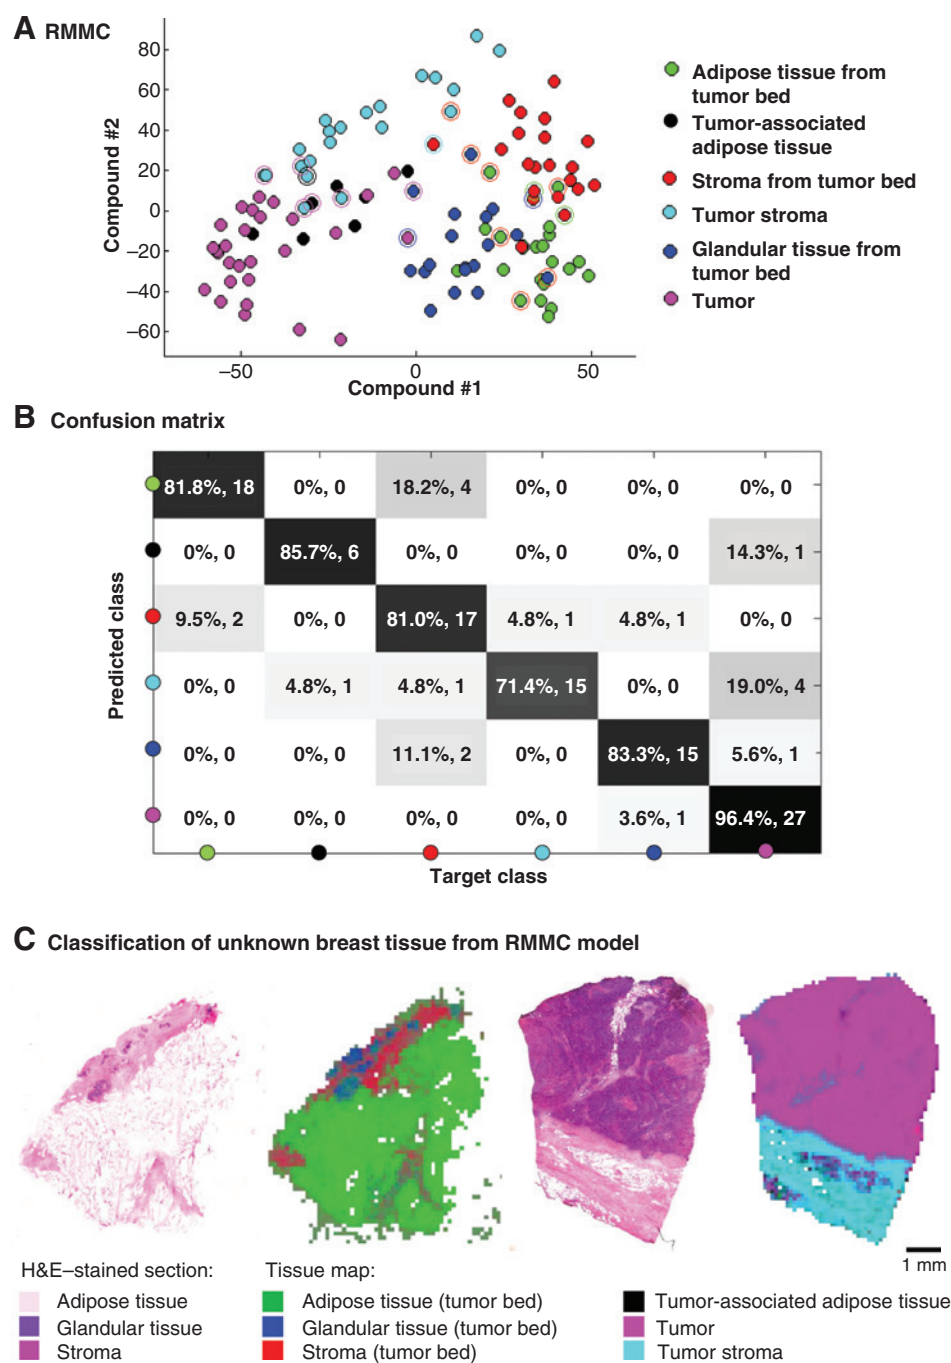 A RMMC
80
60
40
20
0
–20
–40
–60
Compound #2
–50
0
50
Compound #1
Adipose tissue from
tumor bed
Tumor-associated
adipose tissue
Stroma from tumor bed
Tumor stroma
Glandular tissue from
tumor bed
Tumor
B Confusion matrix
Predicted class
81.8%, 18 0%, 0 18.2%, 4 0%, 0 0%, 0 0%, 0
0%, 0 85.7%, 6 0%, 0 0%, 0 0%, 0 14.3%, 1
9.5%, 2 0%, 0 81.0%, 17 4.8%, 1 4.8%, 1 0%, 0
0%, 0 4.8%, 1 4.8%, 1 71.4%, 15 0%, 0 19.0%, 4
0%, 0 0%, 0 11.1%, 2 0%, 0 83.3%, 15 5.6%, 1
0%, 0 0%, 0 0%, 0 0%, 0 3.6%, 1 96.4%, 27
Target class
C Classification of unknown breast tissue from RMMC model
1 mm
H&E–stained section:
Adipose tissue
Glandular tissue
Stroma
Tissue map:
Adipose tissue (tumor bed)
Glandular tissue (tumor bed)
Stroma (tumor bed)
Tumor-associated adipose tissue
Tumor
Tumor stroma